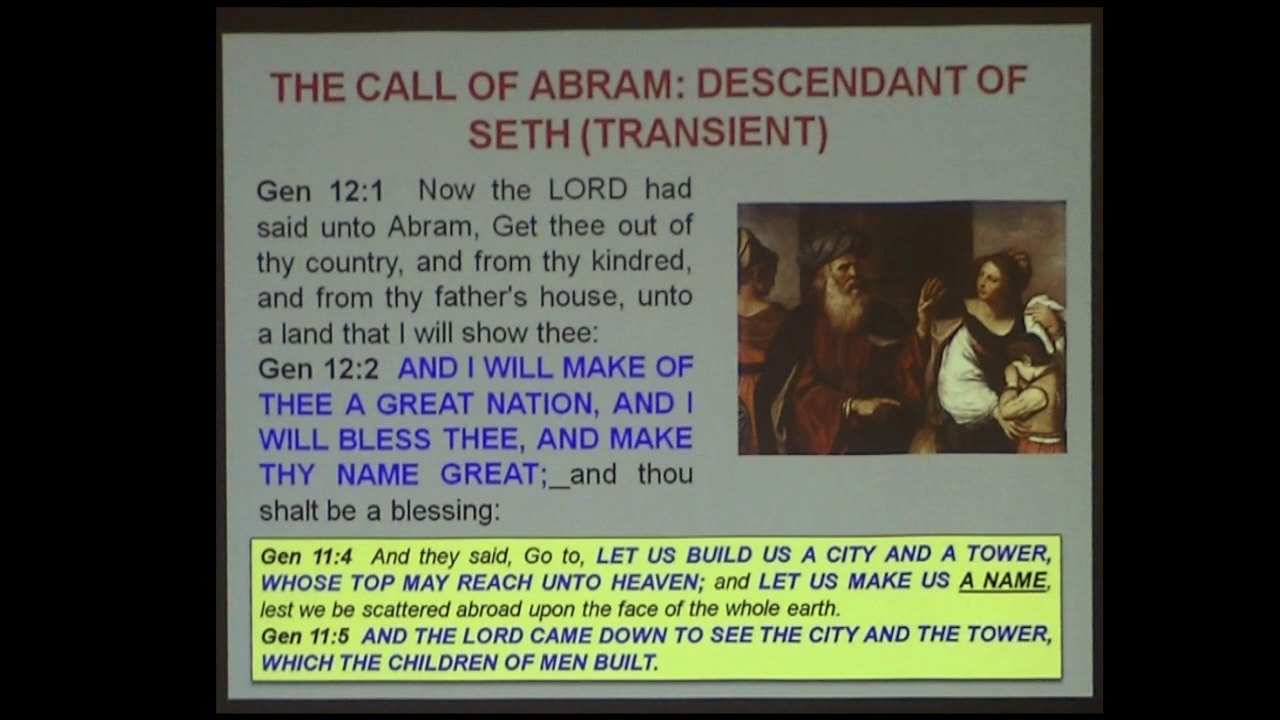 THE CALL OF ABRAM: DESCENDANT OF
SETH (TRANSIENT)
Gen 12:1 Now the LORD had
said unto Abram, Get thee out of
thy country, and from thy kindred,
and from thy father's house, unto
a land that I will show thee:
Gen 12:2 AND I WILL MAKE OF
THEE A GREAT NATION, AND I
WILL BLESS THEE, AND MAKE
THY NAME GREAT;_and thou
shalt be a blessing:
Gen 11:4 And they said, Go to, LET US BUILD US A CITY AND A TOWER,
WHOSE TOP MAY REACH UNTO HEAVEN; and LET US MAKE US A NAME,
lest we be scattered abroad upon the face of the whole earth.
Gen 11:5 AND THE LORD CAME DOWN TO SEE THE CITY AND THE TOWER,
WHICH THE CHILDREN OF MEN BUILT.